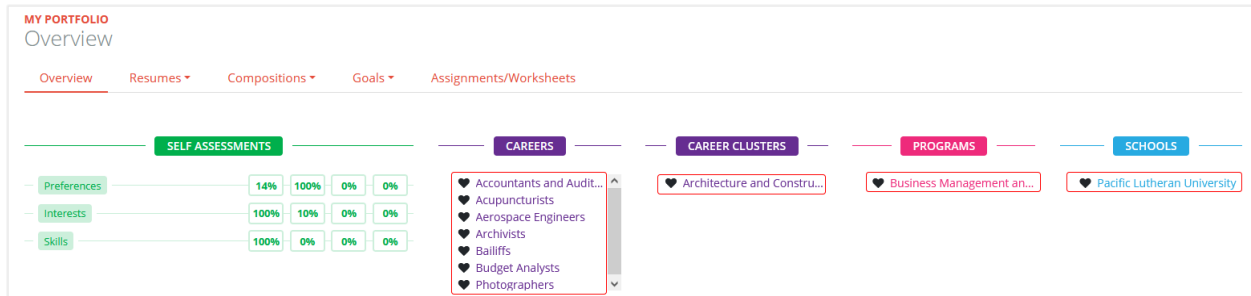 MY PORTFOLIO
Overview
Overview Resumes Compositions Goals Assignments/Worksheets
SELF ASSESSMENTS
Preferences 14% 100% 0% 0%
Interests 100% 10% 0% 0%
Skills 100% 0% 0% 0%
CAREERS
Accountants and Audit...
Acupuncturists
Aerospace Engineers
Archivists
Bailiffs
Budget Analysts
Photographers
CAREER CLUSTERS
Architecture and Constru...
PROGRAMS
Business Management an...
SCHOOLS
Pacific Lutheran University